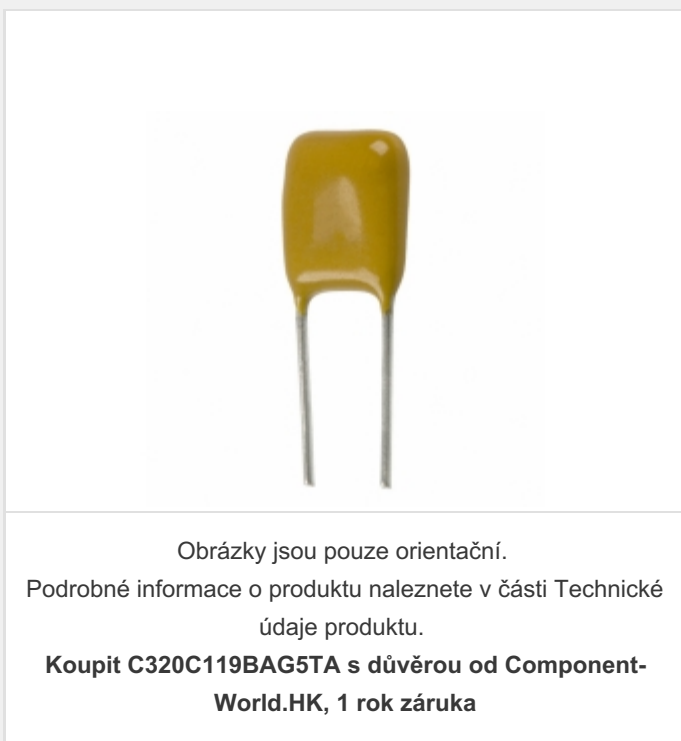 Obrázky jsou pouze orientační.
Podrobné informace o produktu naleznete v části Technické
údaje produktu.
Koupit C320C119BAG5TA s důvěrou od Component-
World.HK, 1 rok záruka